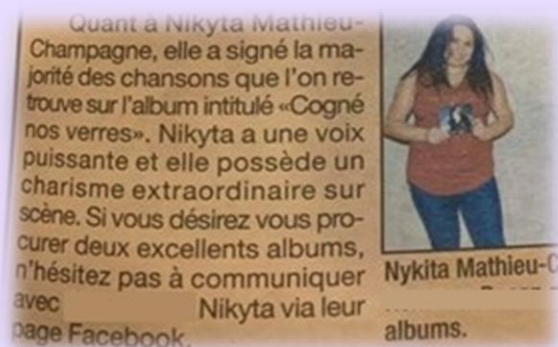 Quant à Nikyta Mathieu-
Champagne, elle a signé la ma-
jorité des chansons que l'on re-
trouve sur l'album intitulé «Cogné
nos verres». Nikyta a une voix
puissante et elle possède un
charisme extraordinaire sur
scène. Si vous désirez vous pro-
curer deux excellents albums,
n'hésitez pas à communiquer
avec Nikyta via leur
page Facebook.
Nykita Mathieu-C
albums.